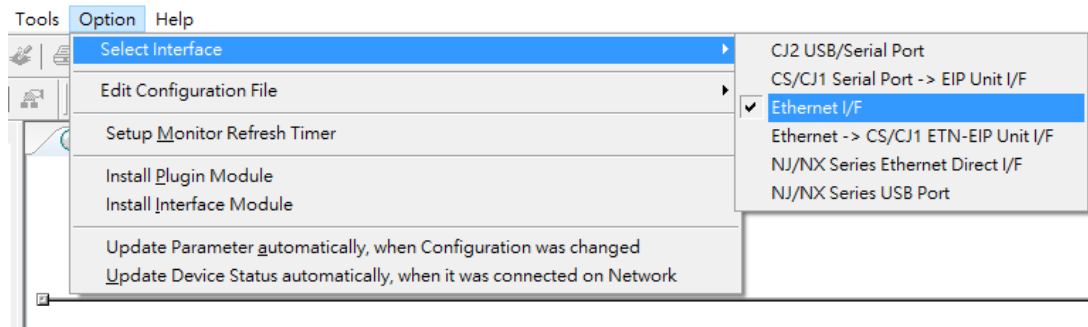 Tools Option Help
Select Interface
Edit Configuration File
Setup Monitor Refresh Timer
Install Plugin Module
Install Interface Module
Update Parameter automatically, when Configuration was changed
Update Device Status automatically, when it was connected on Network
CJ2 USB/Serial Port
CS/CJ1 Serial Port -> EIP Unit I/F
Ethernet I/F
Ethernet -> CS/CJ1 ETN-EIP Unit I/F
NJ/NX Series Ethernet Direct I/F
NJ/NX Series USB Port